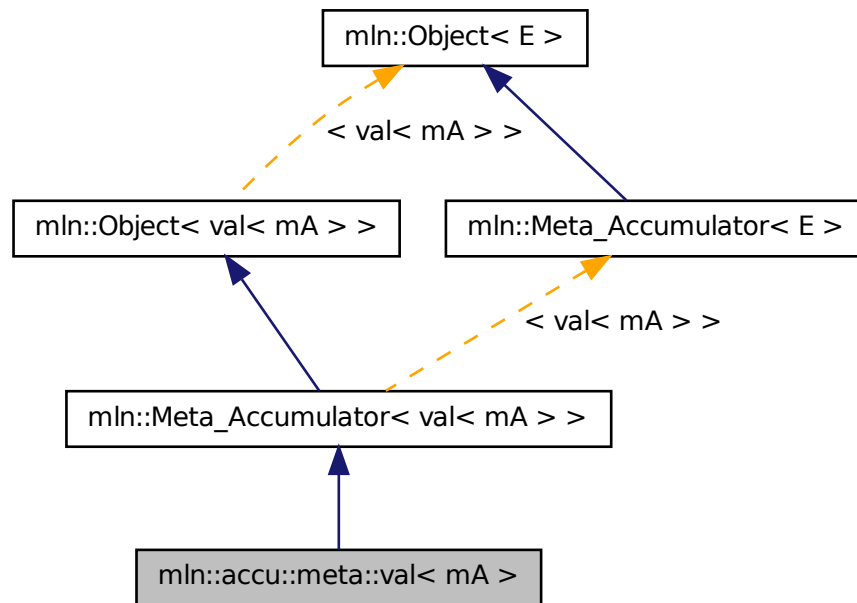 mln::Object< E >
< val< mA > >
mln::Object< val< mA > >
mln::Meta_Accumulator< E >
< val< mA > >
mln::Meta_Accumulator< val< mA > >
mln::accu::meta::val< mA >